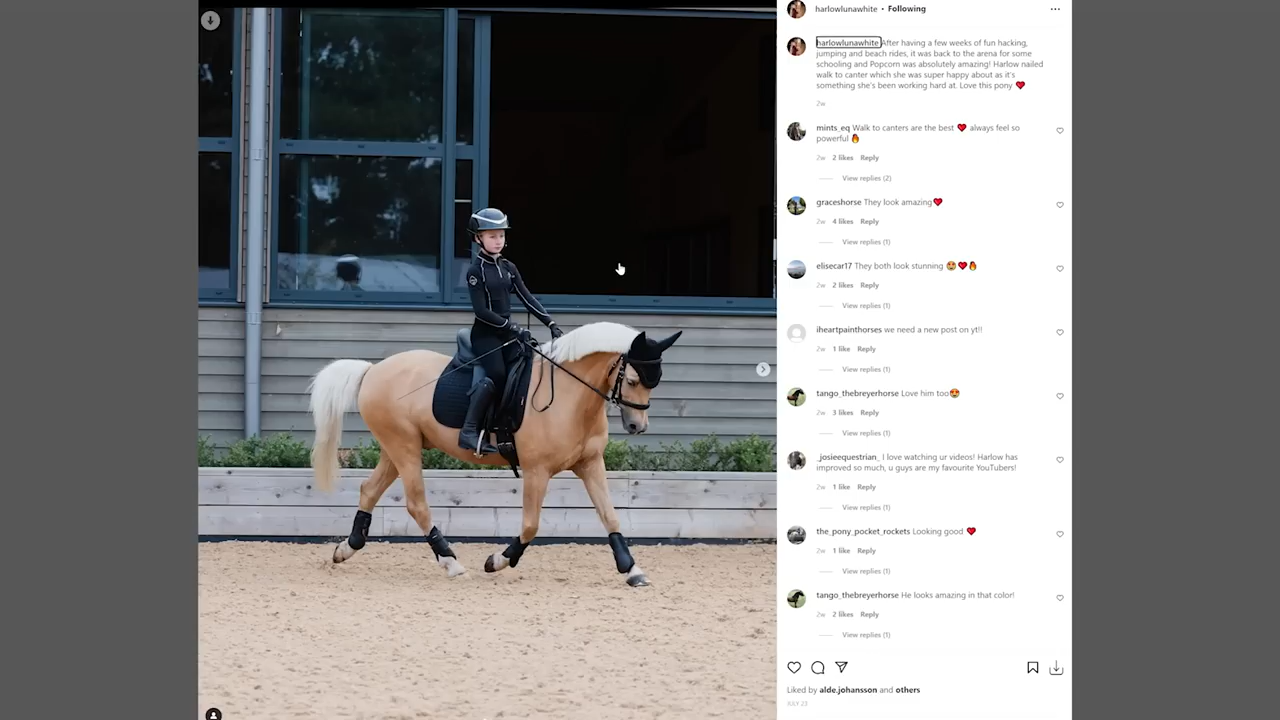 harlowlunawhite • Following
harlowlunawhite After having a few weeks of fun hacking,
jumping and beach rides, it was back to the arena for some
schooling and Popcorn was absolutely amazing! Harlow nailed
walk to canter which she was super happy about as it's
something she's been working hard at. Love this pony ❤️
2w
mints_eq Walk to canters are the best ❤️ always feel so
powerful 🔥
2w 2 likes Reply
View replies (2)
graceshorse They look amazing❤️
2w 4 likes Reply
View replies (1)
elisecar17 They both look stunning 😍❤️🔥
2w 2 likes Reply
View replies (1)
iheartpainthorses we need a new post on yt!!
2w 1 like Reply
View replies (1)
tango_thebreyerhorse Love him too😍
2w 3 likes Reply
View replies (1)
_josieequestrian_ I love watching ur videos! Harlow has
improved so much, u guys are my favourite YouTubers!
2w 1 like Reply
View replies (1)
the_pony_pocket_rockets Looking good ❤️
2w 1 like Reply
View replies (1)
tango_thebreyerhorse He looks amazing in that color!
2w 2 likes Reply
View replies (1)
Liked by alde.johansson and others
JULY 23